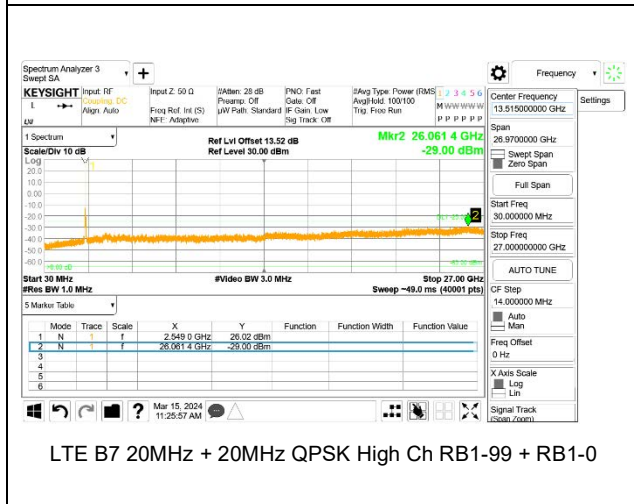 Spectrum Analyzer 3
Swept SA
+
Frequency
KEYSIGHT
Input: RF
Coupling: DC
Align: Auto
Input Z: 50 Ω
Freq Ref: Int (S)
NFE: Adaptive
#Atten: 28 dB
Preamp: Off
µW Path: Standard
PNO: Fast
Gate: Off
IF Gain: Low
Sig Track: Off
#Avg Type: Power (RMS)
Avg|Hold: 100/100
Trig: Free Run
1 2 3 4 5 6
M W W W W W
P P P P P P
Center Frequency
13.515000000 GHz
Settings
Span
26.9700000 GHz
Swept Span
Zero Span
Full Span
Start Freq
30.000000 MHz
Stop Freq
27.00000000 GHz
AUTO TUNE
CF Step
14.000000 MHz
Auto
Man
Freq Offset
0 Hz
X Axis Scale
Log
Lin
Signal Track
(Span Zoom)
1 Spectrum
Scale/Div 10 dB
Ref Lvl Offset 13.52 dB
Ref Level 30.00 dBm
Mkr2 26.061 4 GHz
-29.00 dBm
Log
20.0
10.0
0.00
-10.0
-20.0
-30.0
-40.0
-50.0
-60.0
1
2
Start 30 MHz
#Res BW 1.0 MHz
#Video BW 3.0 MHz
Stop 27.00 GHz
Sweep ~49.0 ms (40001 pts)
5 Marker Table
Mode Trace Scale X Y Function Function Width Function Value
1 N 1 f 2.549 0 GHz 26.02 dBm
2 N 1 f 26.061 4 GHz -29.00 dBm
3
4
5
6
?
Mar 15, 2024
11:25:57 AM
LTE B7 20MHz + 20MHz QPSK High Ch RB1-99 + RB1-0